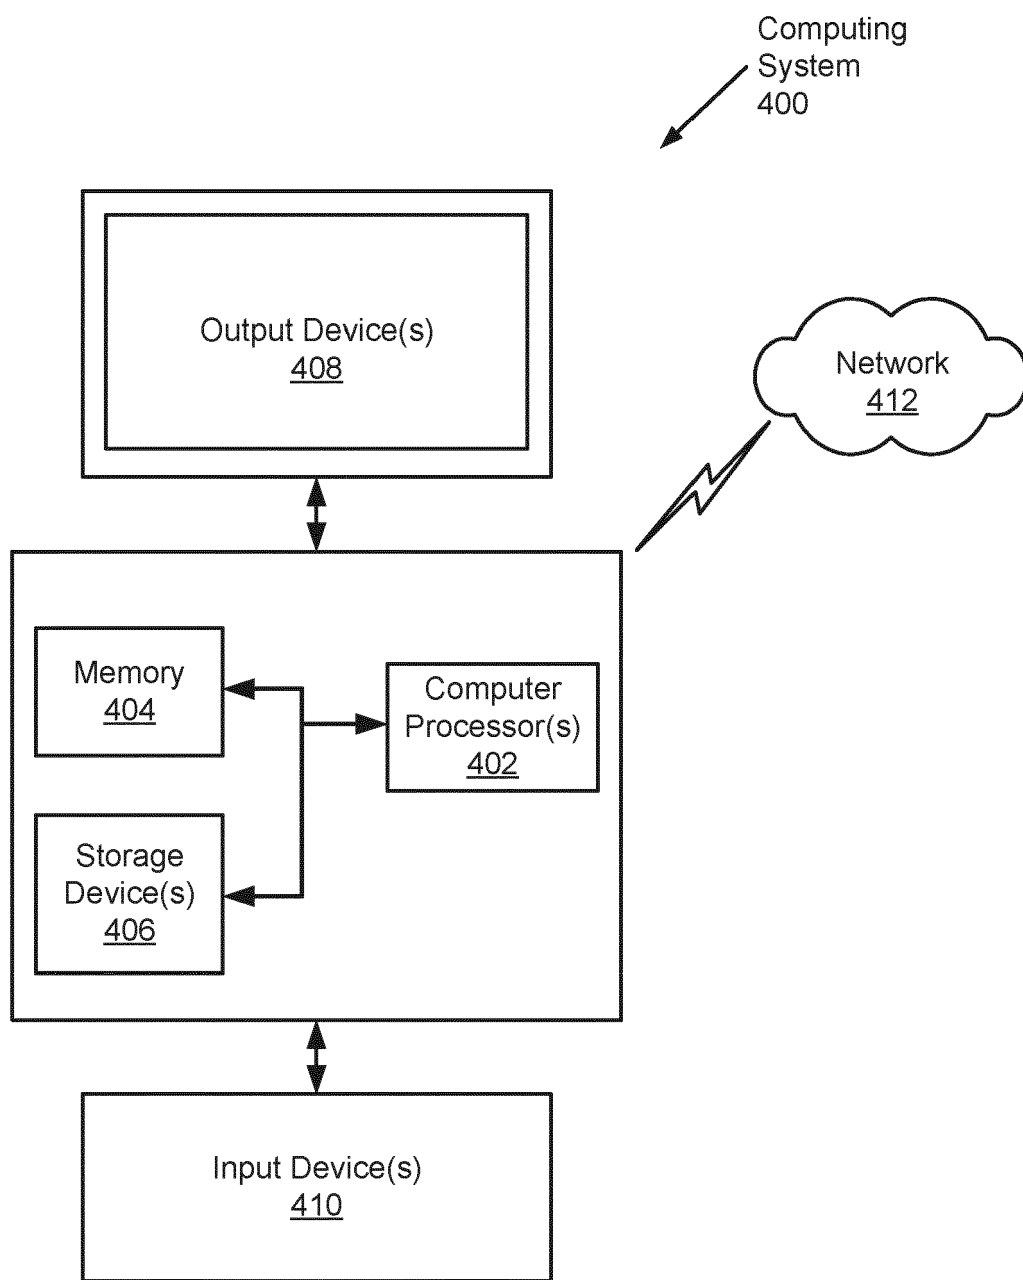 Computing
System
400
Output Device(s)
408
Network
412
Memory
404
Computer
Processor(s)
402
Storage
Device(s)
406
Input Device(s)
410